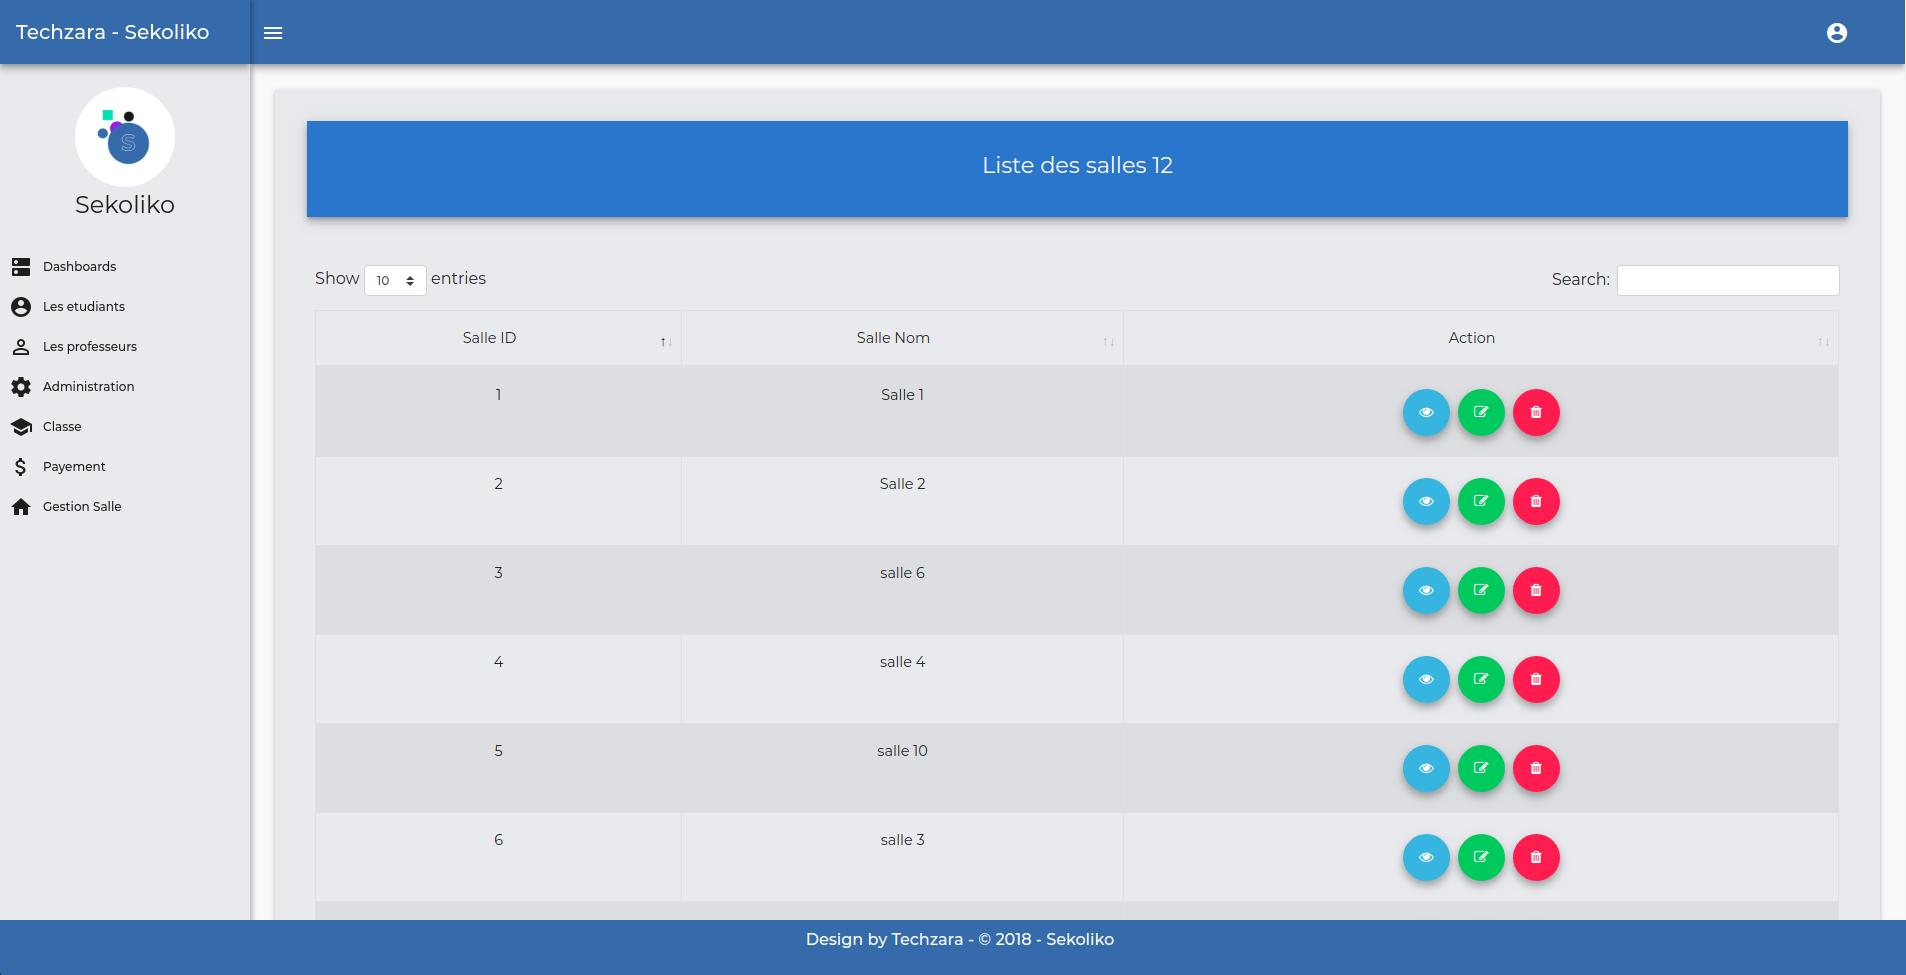 Techzara - Sekoliko
S
Sekoliko
Dashboards
Les etudiants
Les professeurs
Administration
Classe
Payement
Gestion Salle
Liste des salles 12
Show 10 entries
Search:
Salle ID Salle Nom Action
1 Salle 1
2 Salle 2
3 salle 6
4 salle 4
5 salle 10
6 salle 3
Design by Techzara - © 2018 - Sekoliko